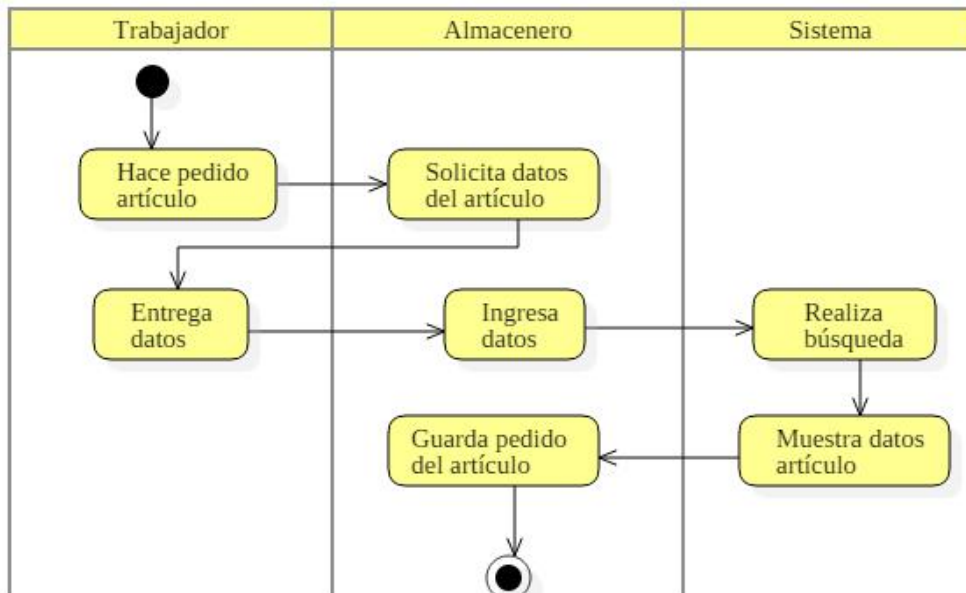 Trabajador
Almacenero
Sistema
Hace pedido
artículo
Solicita datos
del artículo
Entrega
datos
Ingresa
datos
Realiza
búsqueda
Guarda pedido
del artículo
Muestra datos
artículo